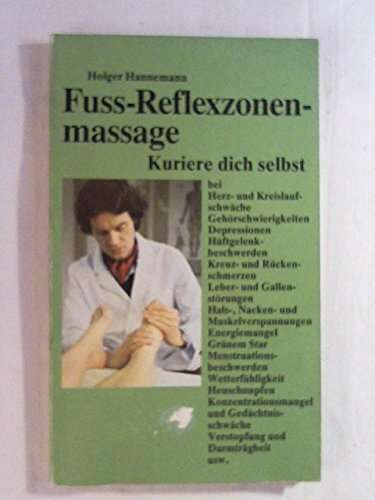 Holger Hannemann
Fuss-Reflexzonen-
massage
Kuriere dich selbst
bei
Herz- und Kreislauf-
schwäche
Gehörschwierigkeiten
Depressionen
Hüftgelenk-
beschwerden
Kreuz- und Rücken-
schmerzen
Leber- und Gallen-
störungen
Hals-, Nacken- und
Muskelverspannungen
Energiemangel
Grünem Star
Menstruations-
beschwerden
Wetterfühligkeit
Heuschnupfen
Konzentrationsmangel
und Gedächtnis-
schwäche
Verstopfung und
Darmträgheit
usw.